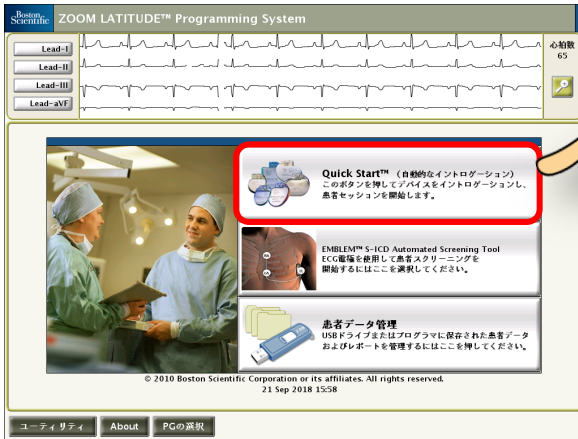 Boston
Scientific
ZOOM LATITUDE™ Programming System
Lead-I
Lead-II
Lead-III
Lead-aVF
心拍数
65
Quick Start™ （自動的なイントロゲーション）
このボタンを押してデバイスをイントロゲーションし、
患者セッションを開始します。
EMBLEM™ S-ICD Automated Screening Tool
ECG電極を使用して患者スクリーニングを
開始するにはここを選択してください。
患者データ管理
USBドライブまたはプログラマに保存された患者データ
およびレポートを管理するにはここを押してください。
© 2010 Boston Scientific Corporation or its affiliates. All rights reserved.
21 Sep 2018 15:58
ユーティリティ
About
PGの選択